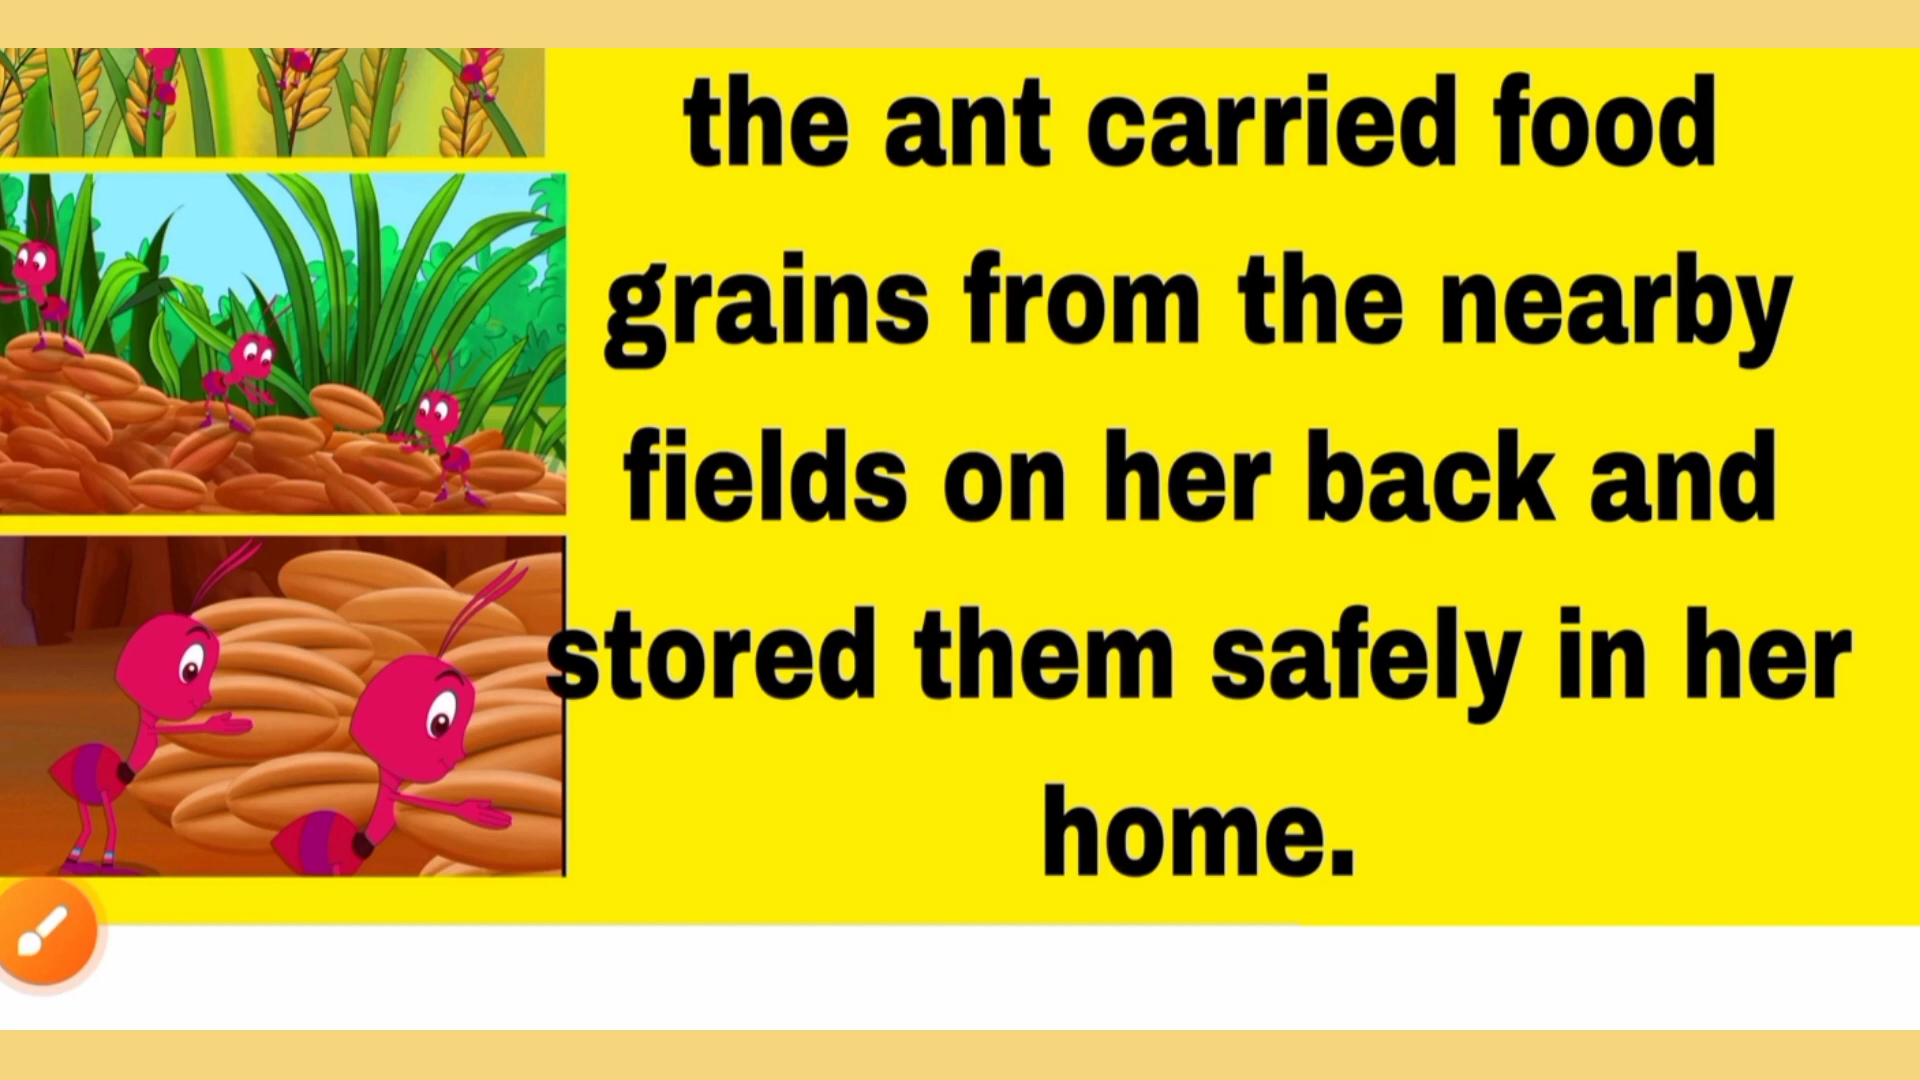 the ant carried food
grains from the nearby
fields on her back and
stored them safely in her
home.